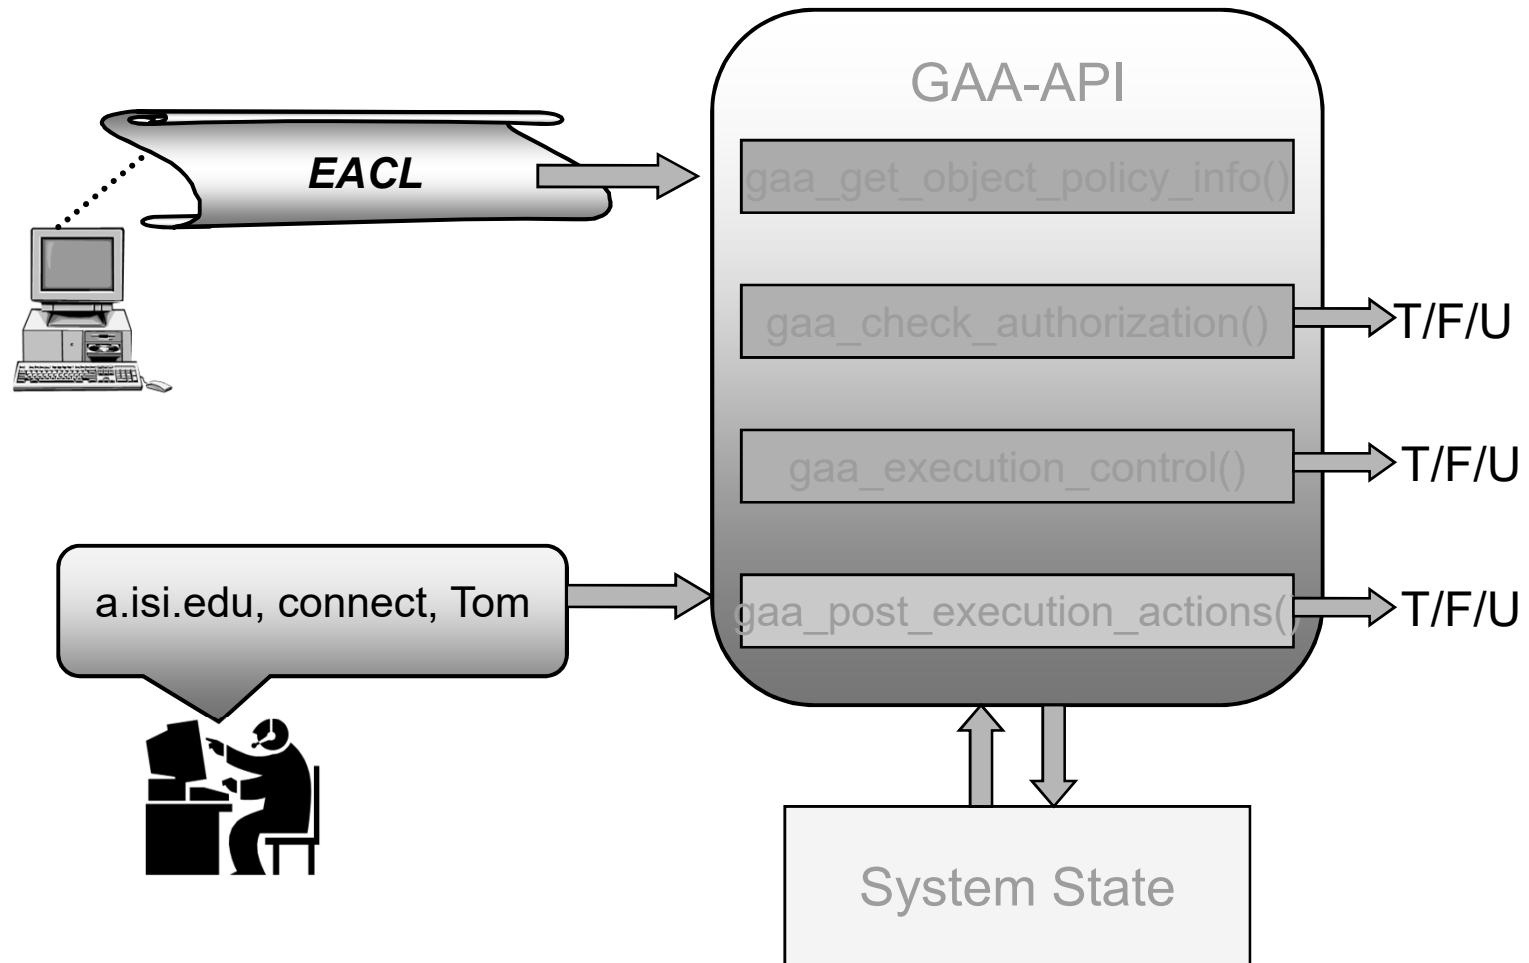 GAA-API
EACL
gaa_get_object_policy_info()
gaa_check_authorization()
T/F/U
gaa_execution_control()
T/F/U
a.isi.edu, connect, Tom
gaa_post_execution_actions()
T/F/U
System State